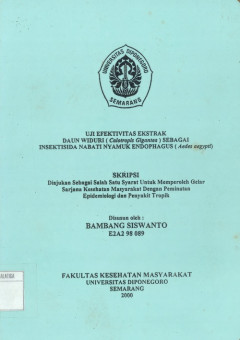 UNIVERSITAS DIPONEGORO
SEMARANG
UJI EFEKTIVITAS EKSTRAK
DAUN WIDURI ( Calotropis Gigantea ) SEBAGAI
INSEKTISIDA NABATI NYAMUK ENDOPHAGUS ( Aedes aegypti)
SKRIPSI
Diajukan Sebagai Salah Satu Syarat Untuk Memperoleh Gelar
Sarjana Kesehatan Masyarakat Dengan Peminatan
Epidemiologi dan Penyakit Tropik
Disusun oleh :
BAMBANG SISWANTO
E2A2 98 089
FAKULTAS KESEHATAN MASYARAKAT
UNIVERSITAS DIPONEGORO
SEMARANG
2000